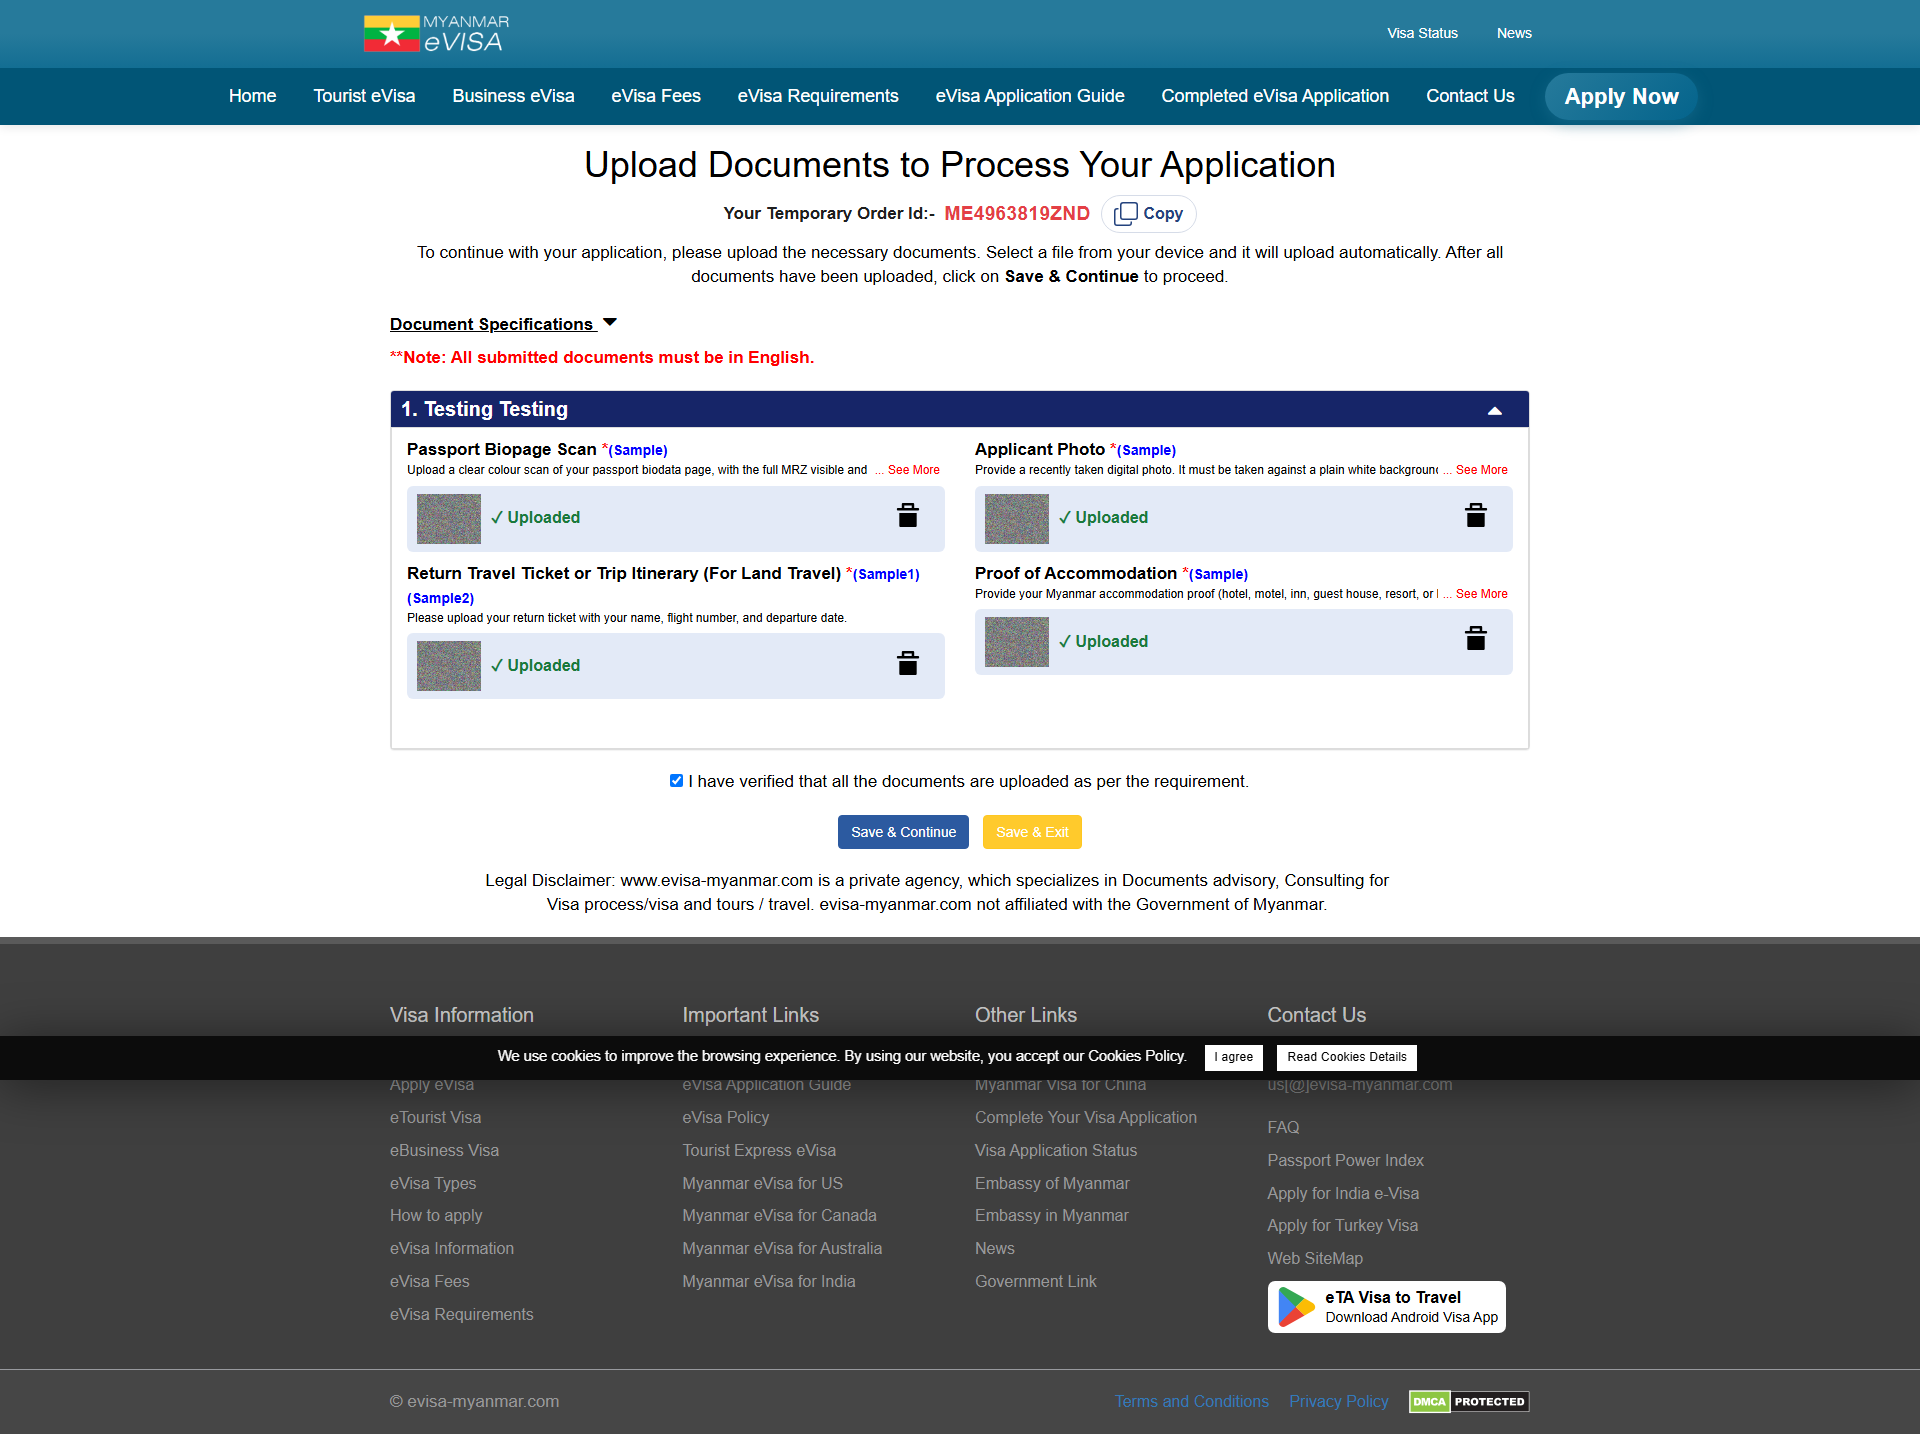 MYANMAR
eVISA
Visa Status
News
Home
Tourist eVisa
Business eVisa
eVisa Fees
eVisa Requirements
eVisa Application Guide
Completed eVisa Application
Contact Us
Apply Now
Upload Documents to Process Your Application
Your Temporary Order Id:- ME4963819ZND
Copy
To continue with your application, please upload the necessary documents. Select a file from your device and it will upload automatically. After all
documents have been uploaded, click on Save & Continue to proceed.
Document Specifications
**Note: All submitted documents must be in English.
1. Testing Testing
Passport Biopage Scan *(Sample)
Upload a clear colour scan of your passport biodata page, with the full MRZ visible and ... See More
✓ Uploaded
Applicant Photo *(Sample)
Provide a recently taken digital photo. It must be taken against a plain white background ... See More
✓ Uploaded
Return Travel Ticket or Trip Itinerary (For Land Travel) *(Sample1)
(Sample2)
Please upload your return ticket with your name, flight number, and departure date.
✓ Uploaded
Proof of Accommodation *(Sample)
Provide your Myanmar accommodation proof (hotel, motel, inn, guest house, resort, or ... See More
✓ Uploaded
I have verified that all the documents are uploaded as per the requirement.
Save & Continue
Save & Exit
Legal Disclaimer: www.evisa-myanmar.com is a private agency, which specializes in Documents advisory, Consulting for
Visa process/visa and tours / travel. evisa-myanmar.com not affiliated with the Government of Myanmar.
Visa Information
Important Links
Other Links
Contact Us
We use cookies to improve the browsing experience. By using our website, you accept our Cookies Policy.
I agree
Read Cookies Details
Apply eVisa
eTourist Visa
eBusiness Visa
eVisa Types
How to apply
eVisa Information
eVisa Fees
eVisa Requirements
eVisa Application Guide
eVisa Policy
Tourist Express eVisa
Myanmar eVisa for US
Myanmar eVisa for Canada
Myanmar eVisa for Australia
Myanmar eVisa for India
Myanmar Visa for China
Complete Your Visa Application
Visa Application Status
Embassy of Myanmar
Embassy in Myanmar
News
Government Link
us[@]evisa-myanmar.com
FAQ
Passport Power Index
Apply for India e-Visa
Apply for Turkey Visa
Web SiteMap
eTA Visa to Travel
Download Android Visa App
© evisa-myanmar.com
Terms and Conditions
Privacy Policy
DMCA PROTECTED